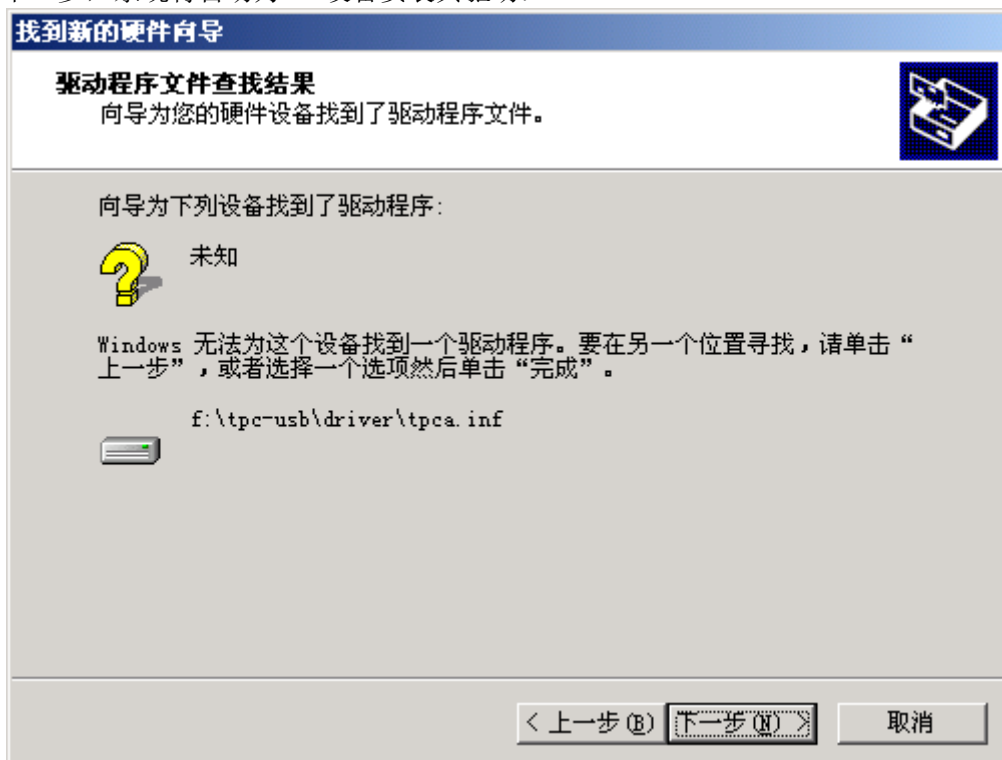 找到新的硬件向导
驱动程序文件查找结果
向导为您的硬件设备找到了驱动程序文件。
向导为下列设备找到了驱动程序:
未知
Windows 无法为这个设备找到一个驱动程序。要在另一个位置寻找，请单击“
上一步”，或者选择一个选项然后单击“完成”。
f:\tpc-usb\driver\tpca.inf
< 上一步(B) 下一步(N) > 取消